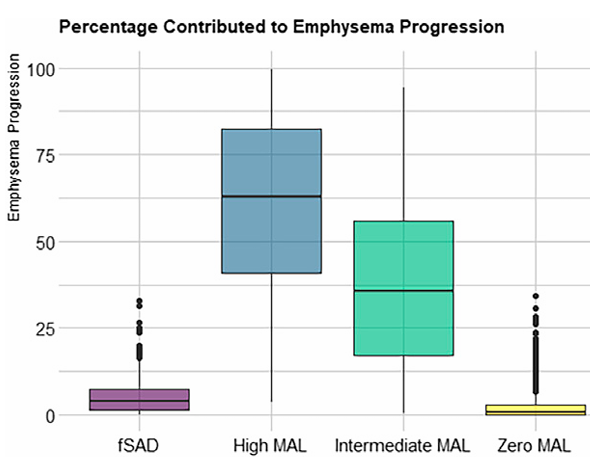 Percentage Contributed to Emphysema Progression
Emphysema Progression
100
75
50
25
0
fSAD
High MAL
Intermediate MAL
Zero MAL